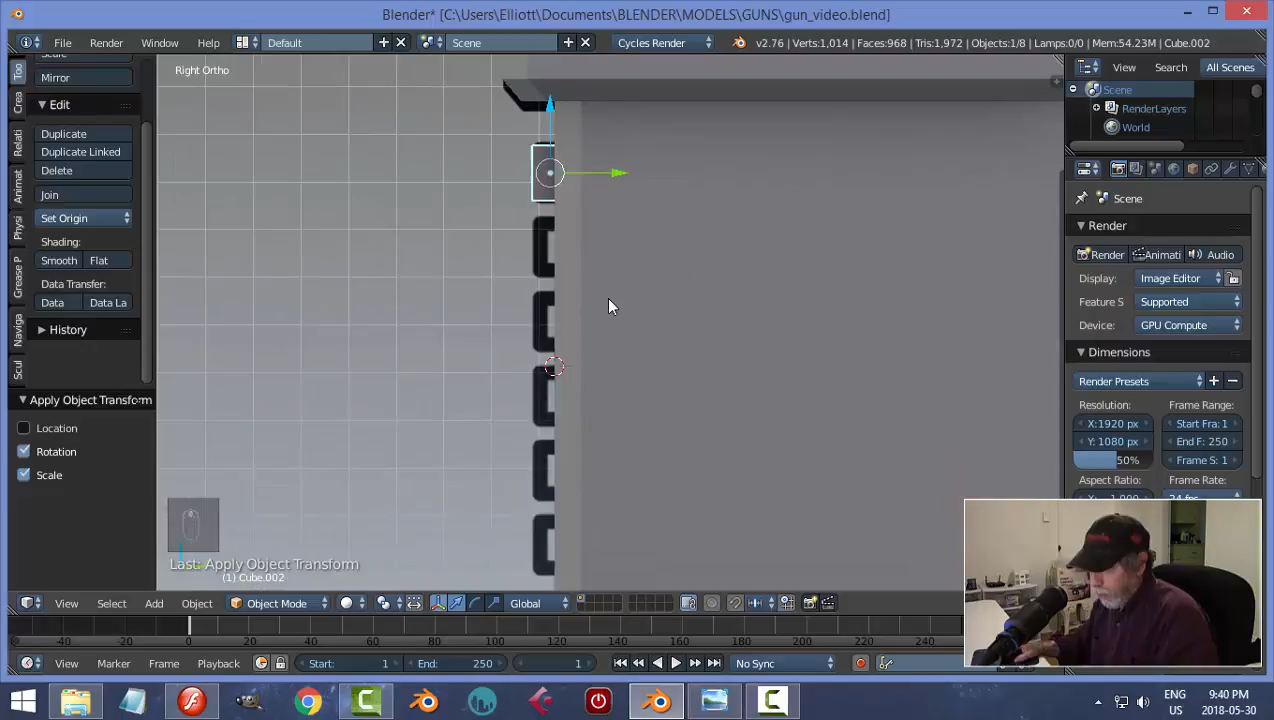 Blender* [C:\Users\Elliott\Documents\BLENDER\MODELS\GUNS\gun_video.blend]
File Render Window Help Default Scene Cycles Render v2.76 | Verts:1,014 | Faces:968 | Tris:1,972 | Objects:1/8 | Lamps:0/0 | Mem:54.23M | Cube.002
Right Ortho
View Search All Scenes
Scene
RenderLayers
World
Too
Crea
Relati
Animat
Physi
Grease P
Naviga
Scul
Mirror
Edit
Duplicate
Duplicate Linked
Delete
Join
Set Origin
Shading:
Smooth Flat
Data Transfer:
Data Data La
History
Apply Object Transform
Location
Rotation
Scale
Last: Apply Object Transform
(1) Cube.002
Scene
Render
Render Animati Audio
Display: Image Editor
Feature S Supported
Device: GPU Compute
Dimensions
Render Presets
Resolution: Frame Range:
X:1920 px Start Fra: 1
Y: 1080 px End F: 250
50% Frame S: 1
Aspect Ratio: Frame Rate:
View Select Add Object Object Mode Global
-40 -20 0 20 40 60 80 100 120 140 160 180 200 220 240
View Marker Frame Playback Start: 1 End: 250 1 No Sync
ENG 9:40 PM
US 2018-05-30